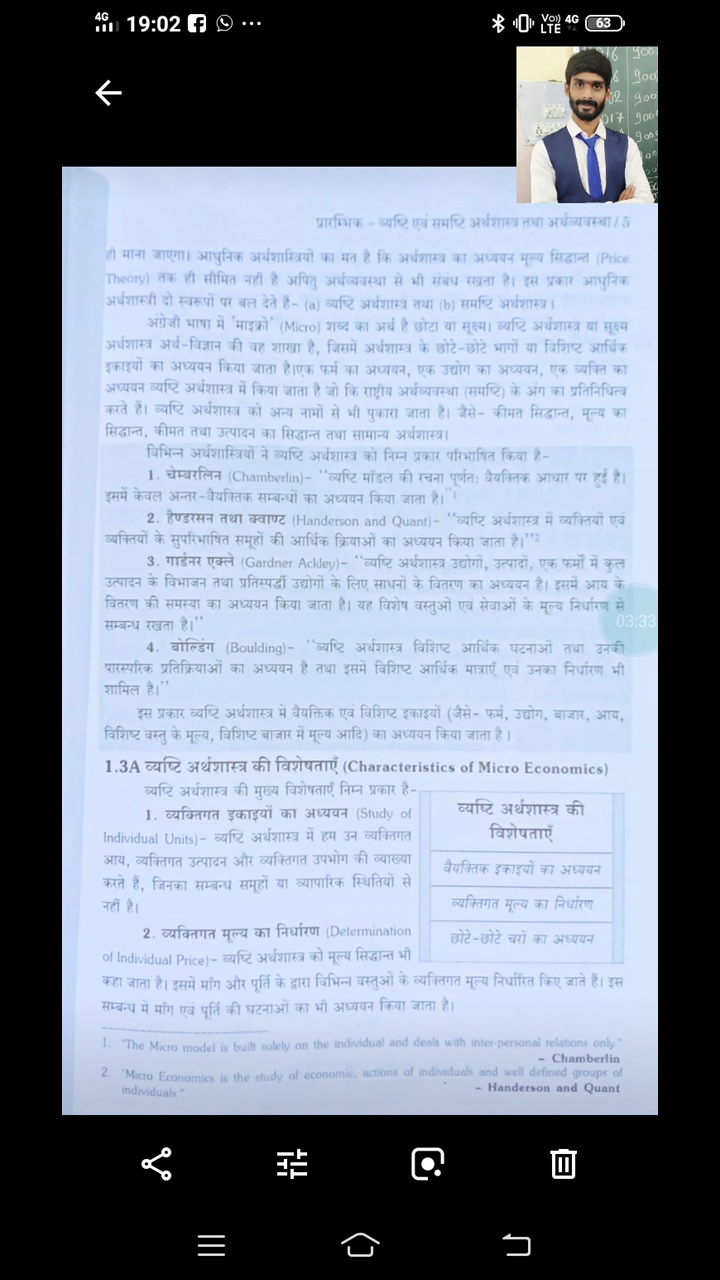 4G 19:02 Vo)) LTE 4G 63
016 900
900
02 900
017 900
प्रारम्भिक – व्यष्टि एवं समष्टि अर्थशास्त्र तथा अर्थव्यवस्था / 5
ही माना जाएगा। आधुनिक अर्थशास्त्रियों का मत है कि अर्थशास्त्र का अध्ययन मूल्य सिद्धान्त (Price
Theory) तक ही सीमित नहीं है अपितु अर्थव्यवस्था से भी संबंध रखता है। इस प्रकार आधुनिक
अर्थशास्त्री दो स्वरूपों पर बल देते है– (a) व्यष्टि अर्थशास्त्र तथा (b) समष्टि अर्थशास्त्र।
अंग्रेजी भाषा में 'माइक्रो' (Micro) शब्द का अर्थ है छोटा या सूक्ष्म। व्यष्टि अर्थशास्त्र या सूक्ष्म
अर्थशास्त्र अर्थ-विज्ञान की वह शाखा है, जिसमें अर्थशास्त्र के छोटे-छोटे भागों या विशिष्ट आर्थिक
इकाइयों का अध्ययन किया जाता है।एक फर्म का अध्ययन, एक उद्योग का अध्ययन, एक व्यक्ति का
अध्ययन व्यष्टि अर्थशास्त्र में किया जाता है जो कि राष्ट्रीय अर्थव्यवस्था (समष्टि) के अंग का प्रतिनिधित्व
करते हैं। व्यष्टि अर्थशास्त्र को अन्य नामों से भी पुकारा जाता है। जैसे– कीमत सिद्धान्त, मूल्य का
सिद्धान्त, कीमत तथा उत्पादन का सिद्धान्त तथा सामान्य अर्थशास्त्र।
विभिन्न अर्थशास्त्रियों ने व्यष्टि अर्थशास्त्र को निम्न प्रकार परिभाषित किया है–
1. चेम्बरलिन (Chamberlin)– ''व्यष्टि मॉडल की रचना पूर्णत: वैयक्तिक आधार पर हुई है।
इसमें केवल अन्तर-वैयक्तिक सम्बन्धों का अध्ययन किया जाता है।''1
2. हैण्डरसन तथा क्वाण्ट (Handerson and Quant)– ''व्यष्टि अर्थशास्त्र में व्यक्तियों एवं
व्यक्तियों के सुपरिभाषित समूहों की आर्थिक क्रियाओं का अध्ययन किया जाता है।''2
3. गार्डनर एक्ले (Gardner Ackley)– ''व्यष्टि अर्थशास्त्र उद्योगों, उत्पादों, एक फर्मों में कुल
उत्पादन के विभाजन तथा प्रतिस्पर्द्धी उद्योगों के लिए साधनों के वितरण का अध्ययन है। इसमें आय के
वितरण की समस्या का अध्ययन किया जाता है। यह विशेष वस्तुओं एवं सेवाओं के मूल्य निर्धारण से
सम्बन्ध रखता है।''
03:33
4. बोल्डिंग (Boulding)– ''व्यष्टि अर्थशास्त्र विशिष्ट आर्थिक घटनाओं तथा उनकी
पारस्परिक प्रतिक्रियाओं का अध्ययन है तथा इसमें विशिष्ट आर्थिक मात्राएँ एवं उनका निर्धारण भी
शामिल है।''
इस प्रकार व्यष्टि अर्थशास्त्र में वैयक्तिक एवं विशिष्ट इकाइयों (जैसे– फर्म, उद्योग, बाजार, आय,
विशिष्ट वस्तु के मूल्य, विशिष्ट बाजार में मूल्य आदि) का अध्ययन किया जाता है।
1.3A व्यष्टि अर्थशास्त्र की विशेषताएँ (Characteristics of Micro Economics)
व्यष्टि अर्थशास्त्र की मुख्य विशेषताएँ निम्न प्रकार है–
1. व्यक्तिगत इकाइयों का अध्ययन (Study of
Individual Units)– व्यष्टि अर्थशास्त्र में हम उन व्यक्तिगत
आय, व्यक्तिगत उत्पादन और व्यक्तिगत उपभोग की व्याख्या
करते हैं, जिनका सम्बन्ध समूहों या व्यापारिक स्थितियों से
नहीं है।
2. व्यक्तिगत मूल्य का निर्धारण (Determination
of Individual Price)– व्यष्टि अर्थशास्त्र को मूल्य सिद्धान्त भी
कहा जाता है। इसमें माँग और पूर्ति के द्वारा विभिन्न वस्तुओं के व्यक्तिगत मूल्य निर्धारित किए जाते हैं। इस
सम्बन्ध में माँग एवं पूर्ति की घटनाओं का भी अध्ययन किया जाता है।
व्यष्टि अर्थशास्त्र की
विशेषताएँ
वैयक्तिक इकाइयों का अध्ययन
व्यक्तिगत मूल्य का निर्धारण
छोटे-छोटे चरों का अध्ययन
1. "The Micro model is built solely on the individual and deals with inter-personal relations only."
– Chamberlin
2. "Micro Economics is the study of economic, actions of individuals and well defined groups of
individuals."
– Handerson and Quant